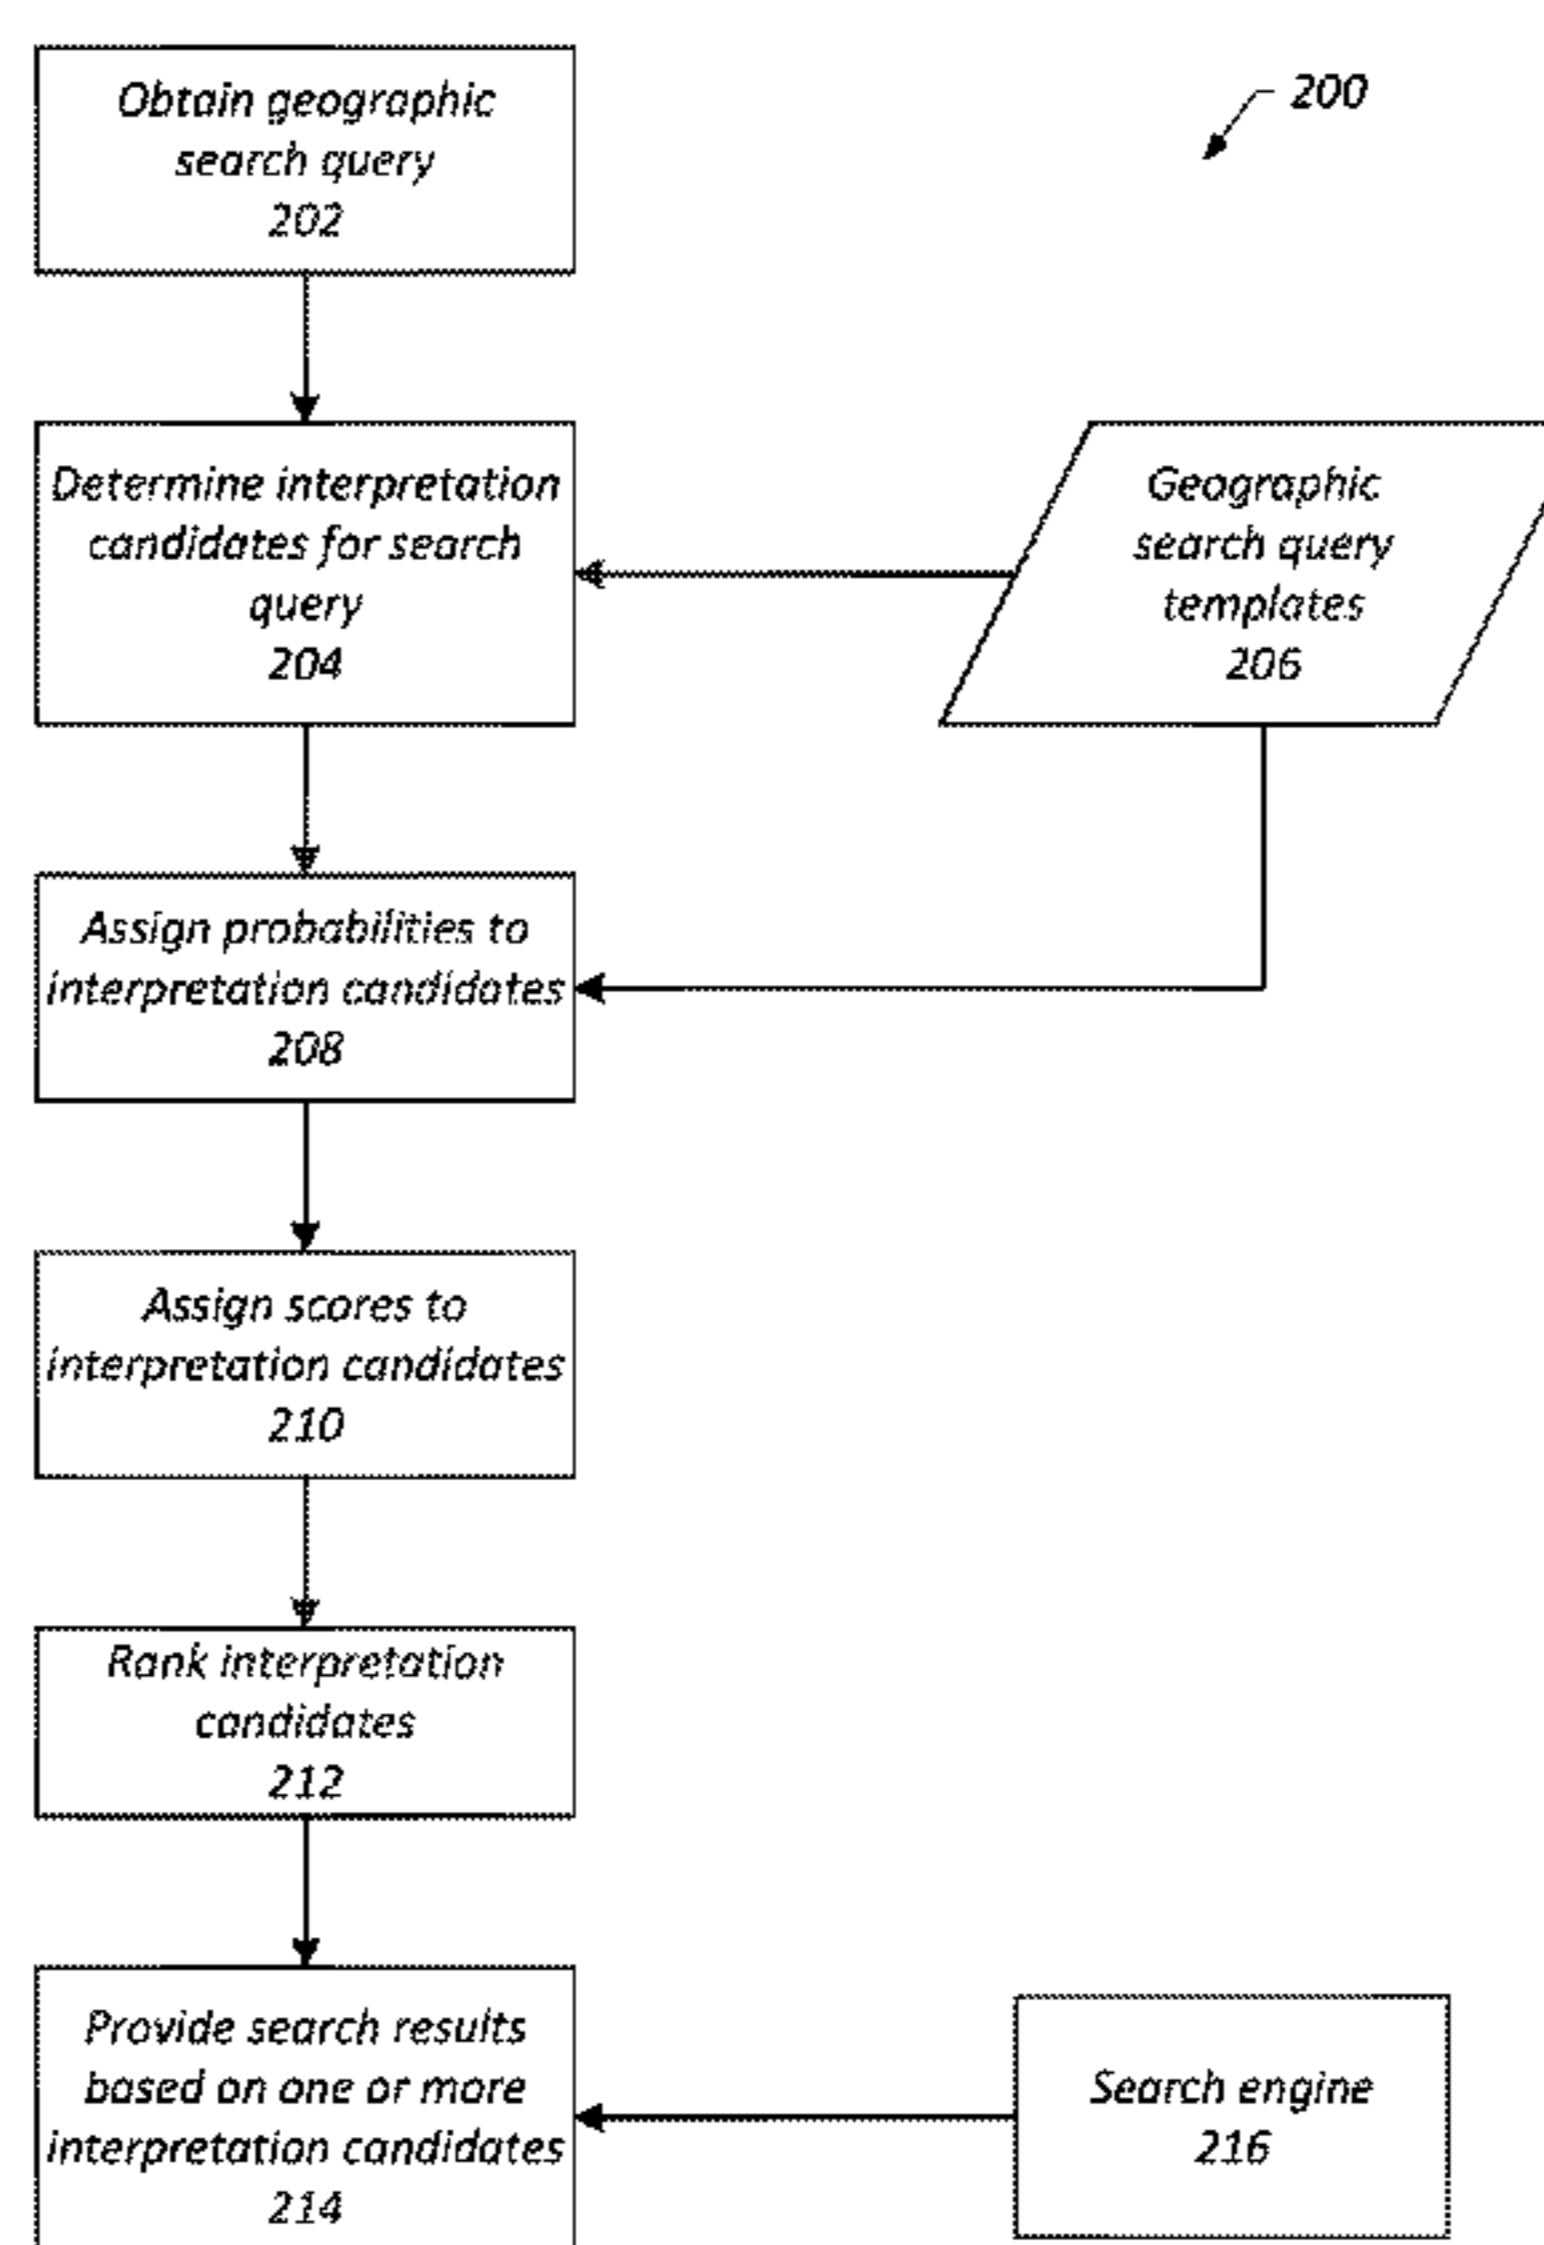 Obtain geographic
search query
202
200
Determine interpretation
candidates for search
query
204
Geographic
search query
templates
206
Assign probabilities to
interpretation candidates
208
Assign scores to
interpretation candidates
210
Rank interpretation
candidates
212
Provide search results
based on one or more
interpretation candidates
214
Search engine
216